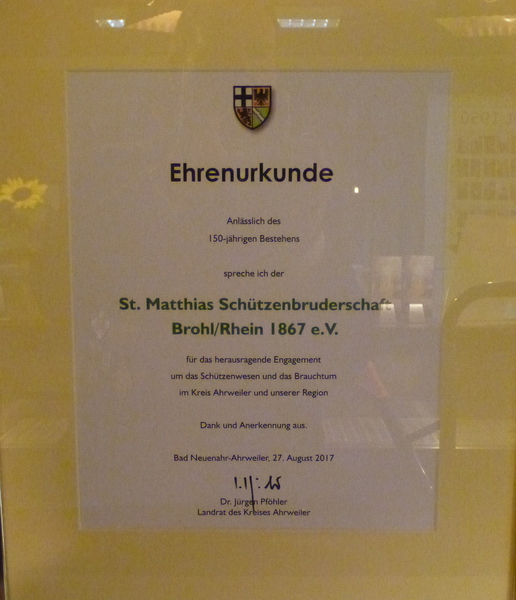 Ehrenurkunde
Anlässlich des
150-jährigen Bestehens
spreche ich der
St. Matthias Schützenbruderschaft
Brohl/Rhein 1867 e.V.
für das herausragende Engagement
um das Schützenwesen und das Brauchtum
im Kreis Ahrweiler und unserer Region
Dank und Anerkennung aus.
Bad Neuenahr-Ahrweiler, 27. August 2017
Dr. Jürgen Pföhler
Landrat des Kreises Ahrweiler